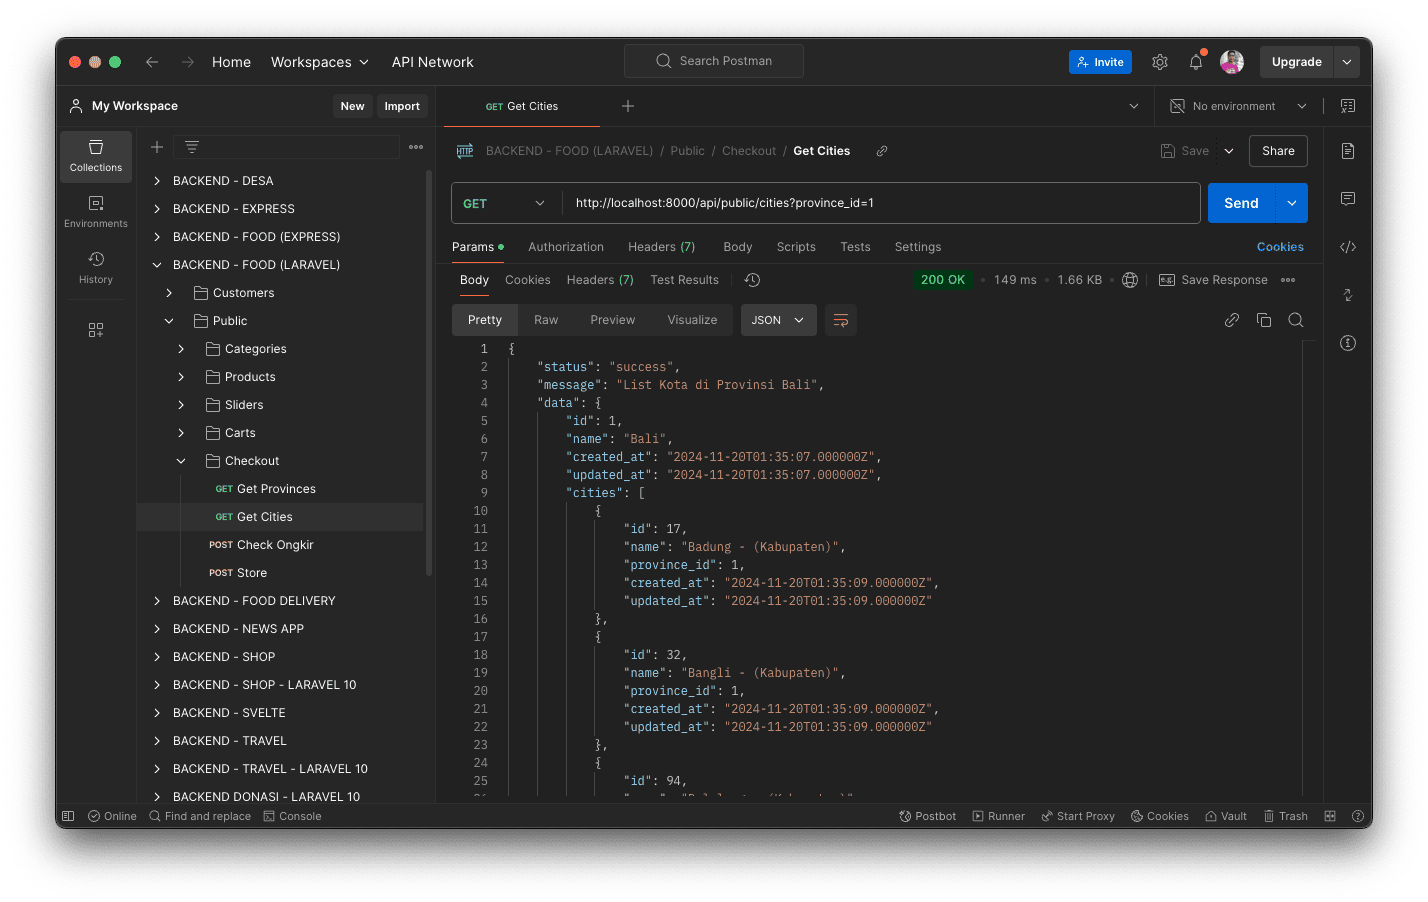 Home
Workspaces
API Network
Search Postman
Invite
Upgrade
My Workspace
New
Import
GET Get Cities
No environment
Collections
Environments
History
BACKEND - DESA
BACKEND - EXPRESS
BACKEND - FOOD (EXPRESS)
BACKEND - FOOD (LARAVEL)
Customers
Public
Categories
Products
Sliders
Carts
Checkout
GET Get Provinces
GET Get Cities
POST Check Ongkir
POST Store
BACKEND - FOOD DELIVERY
BACKEND - NEWS APP
BACKEND - SHOP
BACKEND - SHOP - LARAVEL 10
BACKEND - SVELTE
BACKEND - TRAVEL
BACKEND - TRAVEL - LARAVEL 10
BACKEND DONASI - LARAVEL 10
HTTP BACKEND - FOOD (LARAVEL) / Public / Checkout / Get Cities
Save
Share
GET
http://localhost:8000/api/public/cities?province_id=1
Send
Params Authorization Headers (7) Body Scripts Tests Settings
Cookies
Body Cookies Headers (7) Test Results
200 OK • 149 ms • 1.66 KB •
e.g. Save Response
Pretty Raw Preview Visualize JSON
1 {
2 "status": "success",
3 "message": "List Kota di Provinsi Bali",
4 "data": {
5 "id": 1,
6 "name": "Bali",
7 "created_at": "2024-11-20T01:35:07.000000Z",
8 "updated_at": "2024-11-20T01:35:07.000000Z",
9 "cities": [
10 {
11 "id": 17,
12 "name": "Badung - (Kabupaten)",
13 "province_id": 1,
14 "created_at": "2024-11-20T01:35:09.000000Z",
15 "updated_at": "2024-11-20T01:35:09.000000Z"
16 },
17 {
18 "id": 32,
19 "name": "Bangli - (Kabupaten)",
20 "province_id": 1,
21 "created_at": "2024-11-20T01:35:09.000000Z",
22 "updated_at": "2024-11-20T01:35:09.000000Z"
23 },
24 {
25 "id": 94,
Online
Find and replace
Console
Postbot
Runner
Start Proxy
Cookies
Vault
Trash